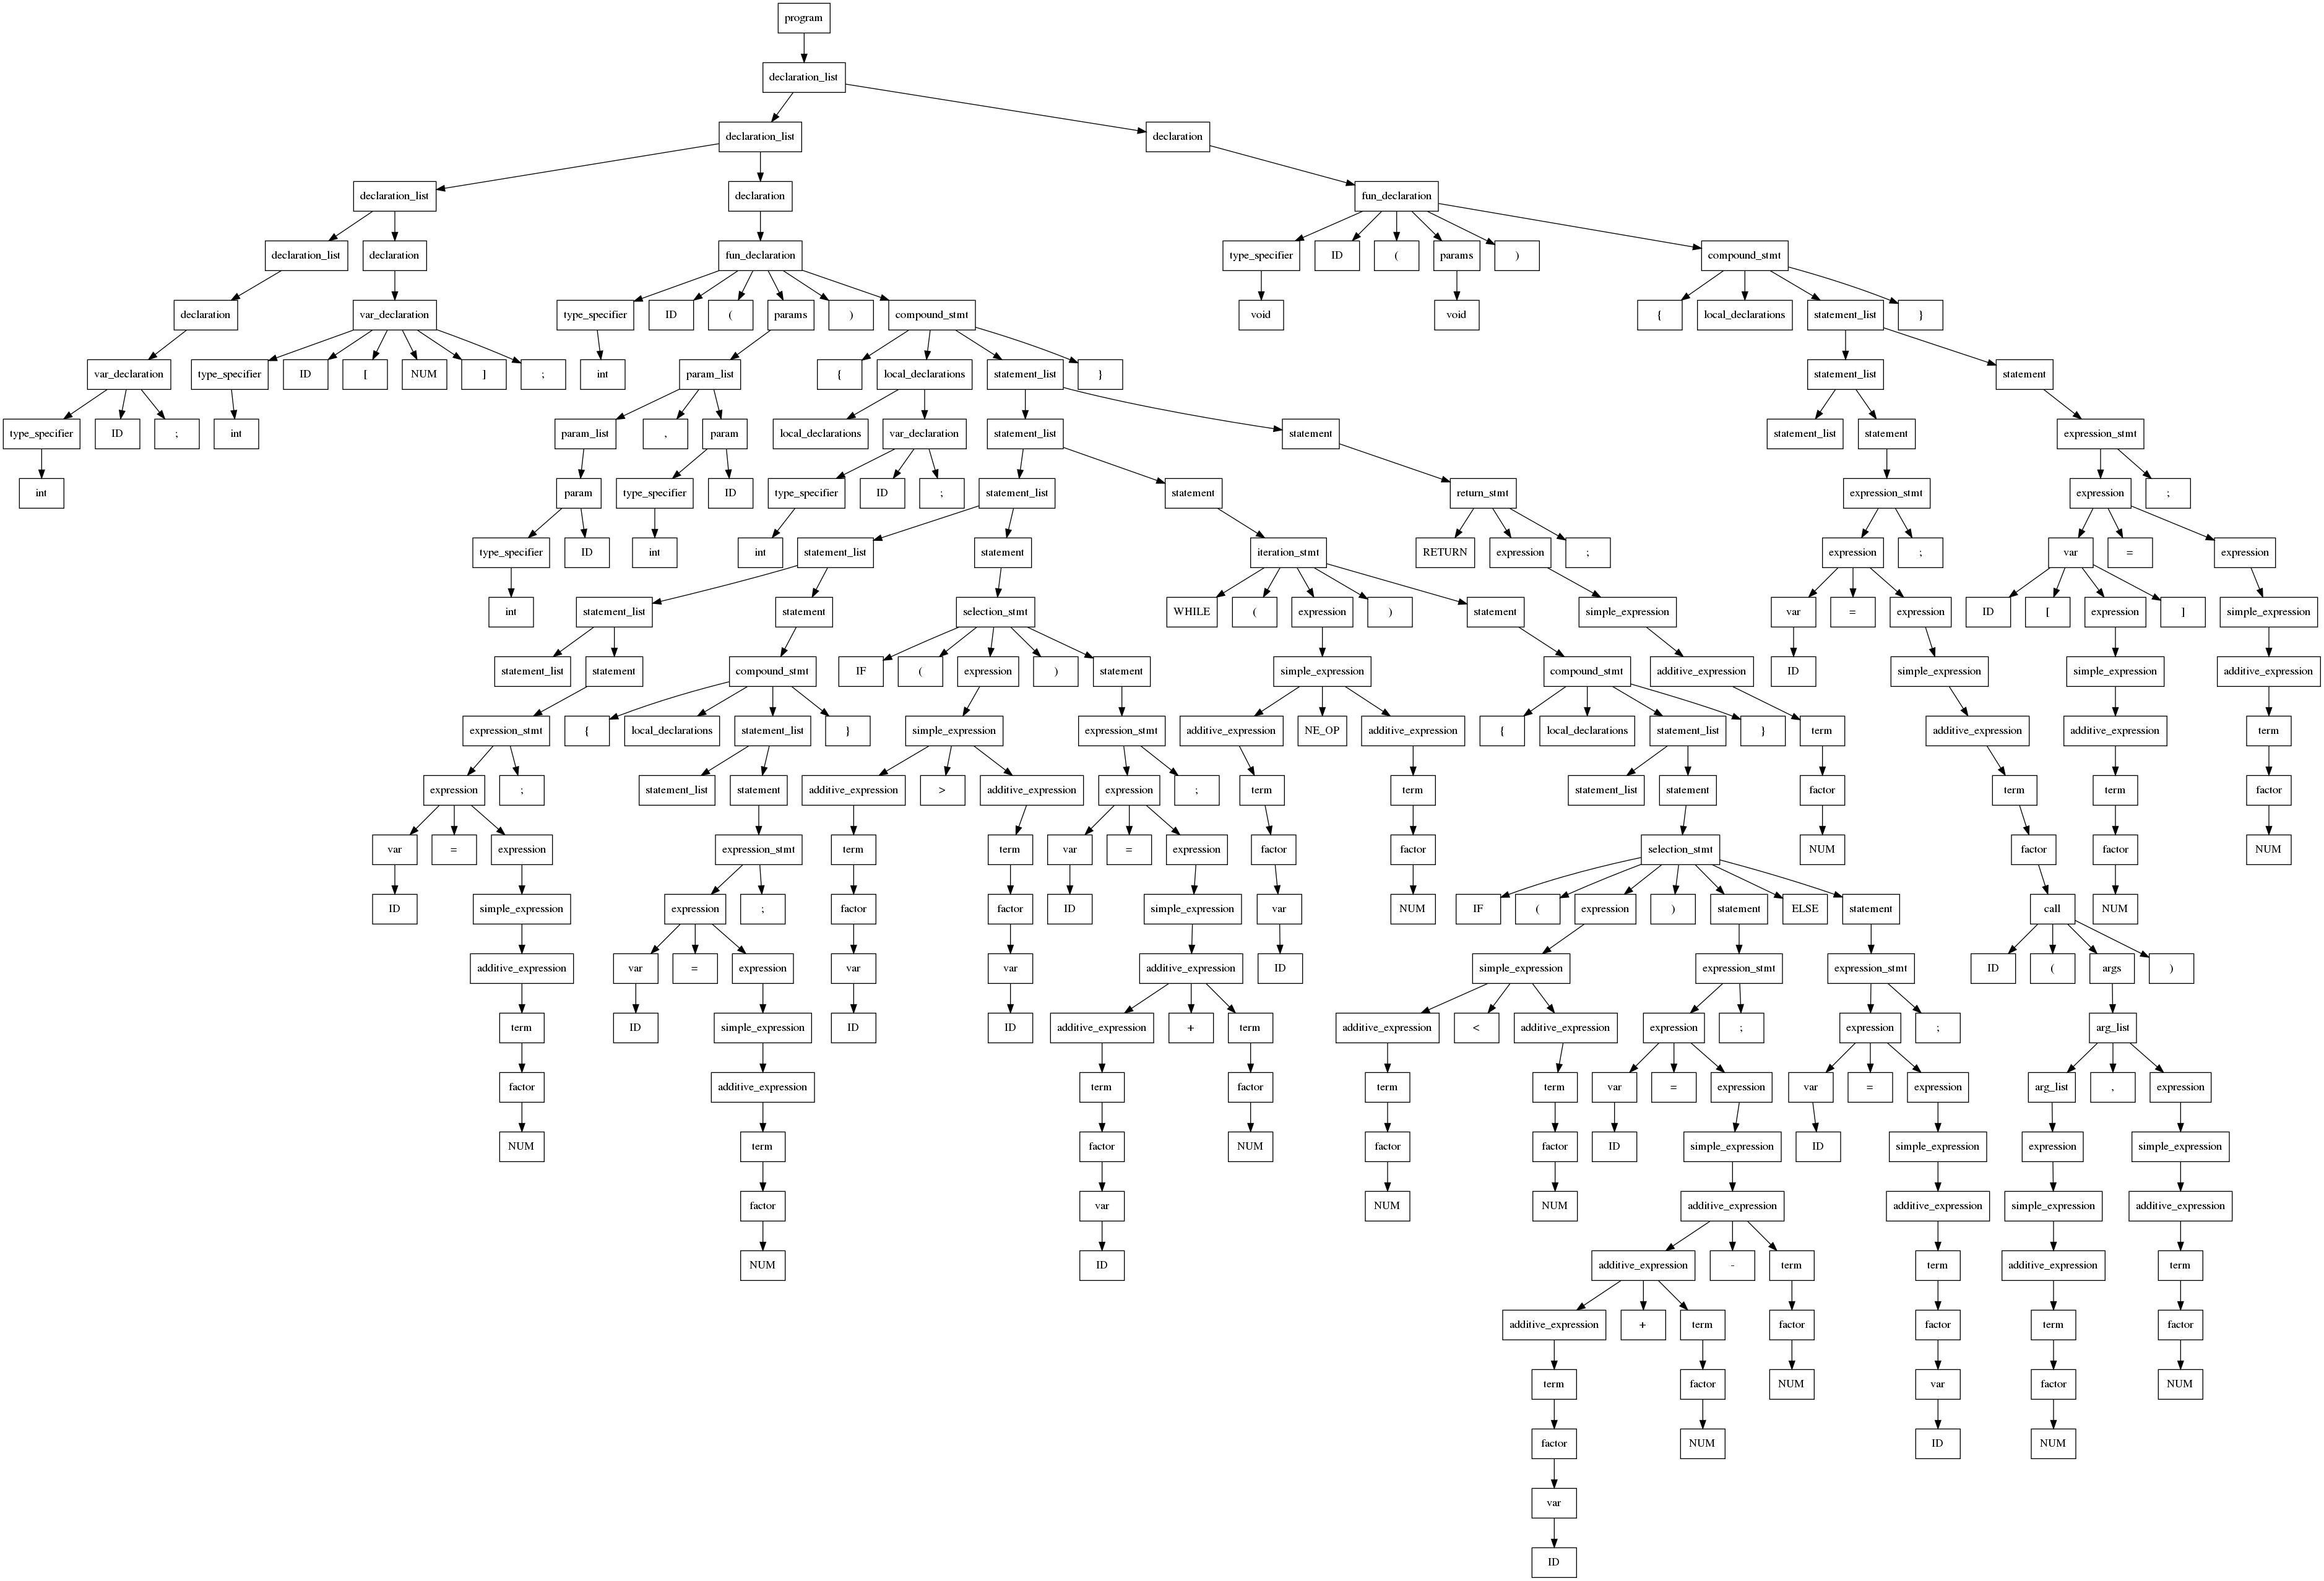 program
declaration_list
declaration_list declaration
declaration_list declaration fun_declaration
declaration_list declaration fun_declaration type_specifier ID ( params ) compound_stmt
declaration var_declaration type_specifier ID ( params ) compound_stmt void void { local_declarations statement_list }
var_declaration type_specifier ID [ NUM ] ; int param_list { local_declarations statement_list } statement_list statement
type_specifier ID ; int param_list , param local_declarations var_declaration statement_list statement statement_list statement expression_stmt
int param type_specifier ID type_specifier ID ; statement_list statement return_stmt expression_stmt expression ;
type_specifier ID int int statement_list statement iteration_stmt RETURN expression ; expression ; var = expression
int statement_list statement selection_stmt WHILE ( expression ) statement simple_expression var = expression ID [ expression ] simple_expression
statement_list statement compound_stmt IF ( expression ) statement simple_expression compound_stmt additive_expression ID simple_expression simple_expression additive_expression
expression_stmt { local_declarations statement_list } simple_expression expression_stmt additive_expression NE_OP additive_expression { local_declarations statement_list } term additive_expression additive_expression term
expression ; statement_list statement additive_expression > additive_expression expression ; term term statement_list statement factor term term factor
var = expression expression_stmt term term var = expression factor factor selection_stmt NUM factor factor NUM
ID simple_expression expression ; factor factor ID simple_expression var NUM IF ( expression ) statement ELSE statement call NUM
additive_expression var = expression var var additive_expression ID simple_expression expression_stmt expression_stmt ID ( args )
term ID simple_expression ID ID additive_expression + term additive_expression < additive_expression expression ; expression ; arg_list
factor additive_expression term factor term term var = expression var = expression arg_list , expression
NUM term factor NUM factor factor ID simple_expression ID simple_expression expression simple_expression
factor var NUM NUM additive_expression additive_expression simple_expression additive_expression
NUM ID additive_expression - term term additive_expression term
additive_expression + term factor factor term factor
term factor NUM var factor NUM
factor NUM ID NUM
var
ID